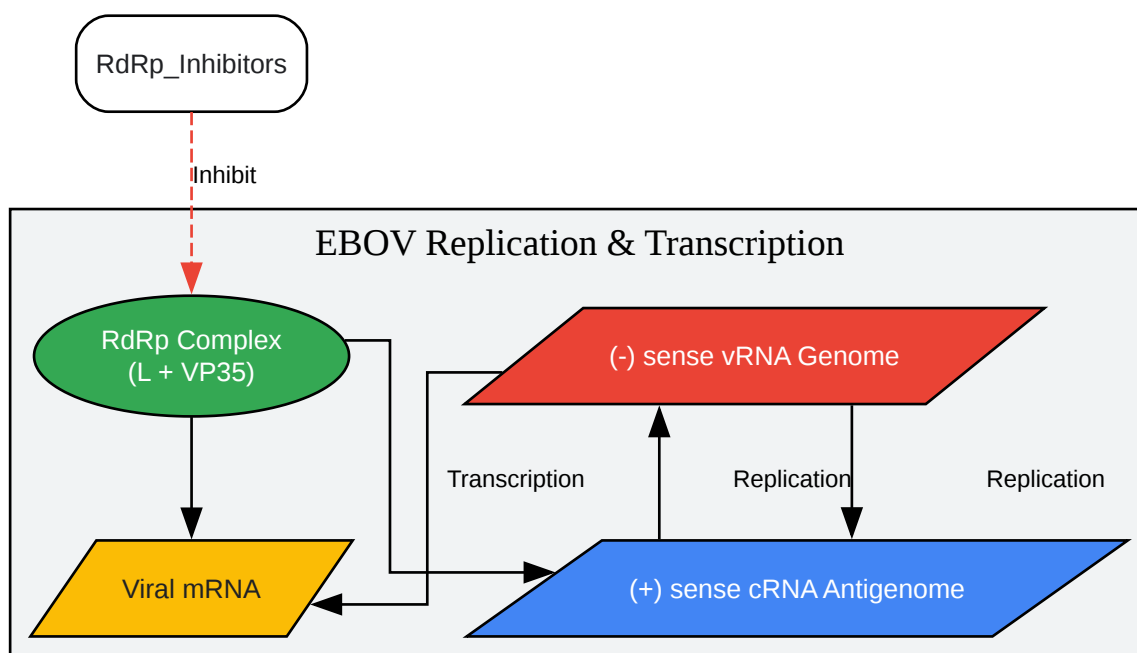 RdRp_Inhibitors
Inhibit
EBOV Replication & Transcription
RdRp Complex
(L + VP35)
(-) sense vRNA Genome
Transcription
Replication
Replication
Viral mRNA
(+) sense cRNA Antigenome